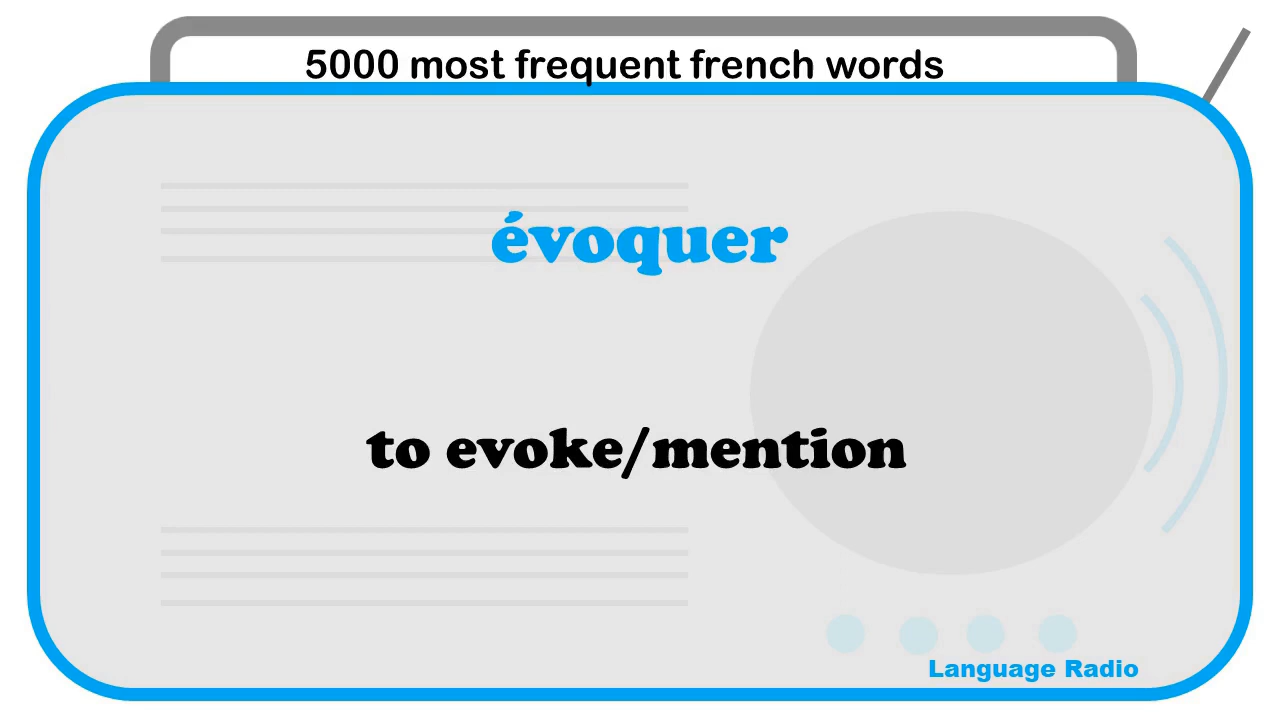 5000 most frequent french words
évoquer
to evoke/mention
Language Radio